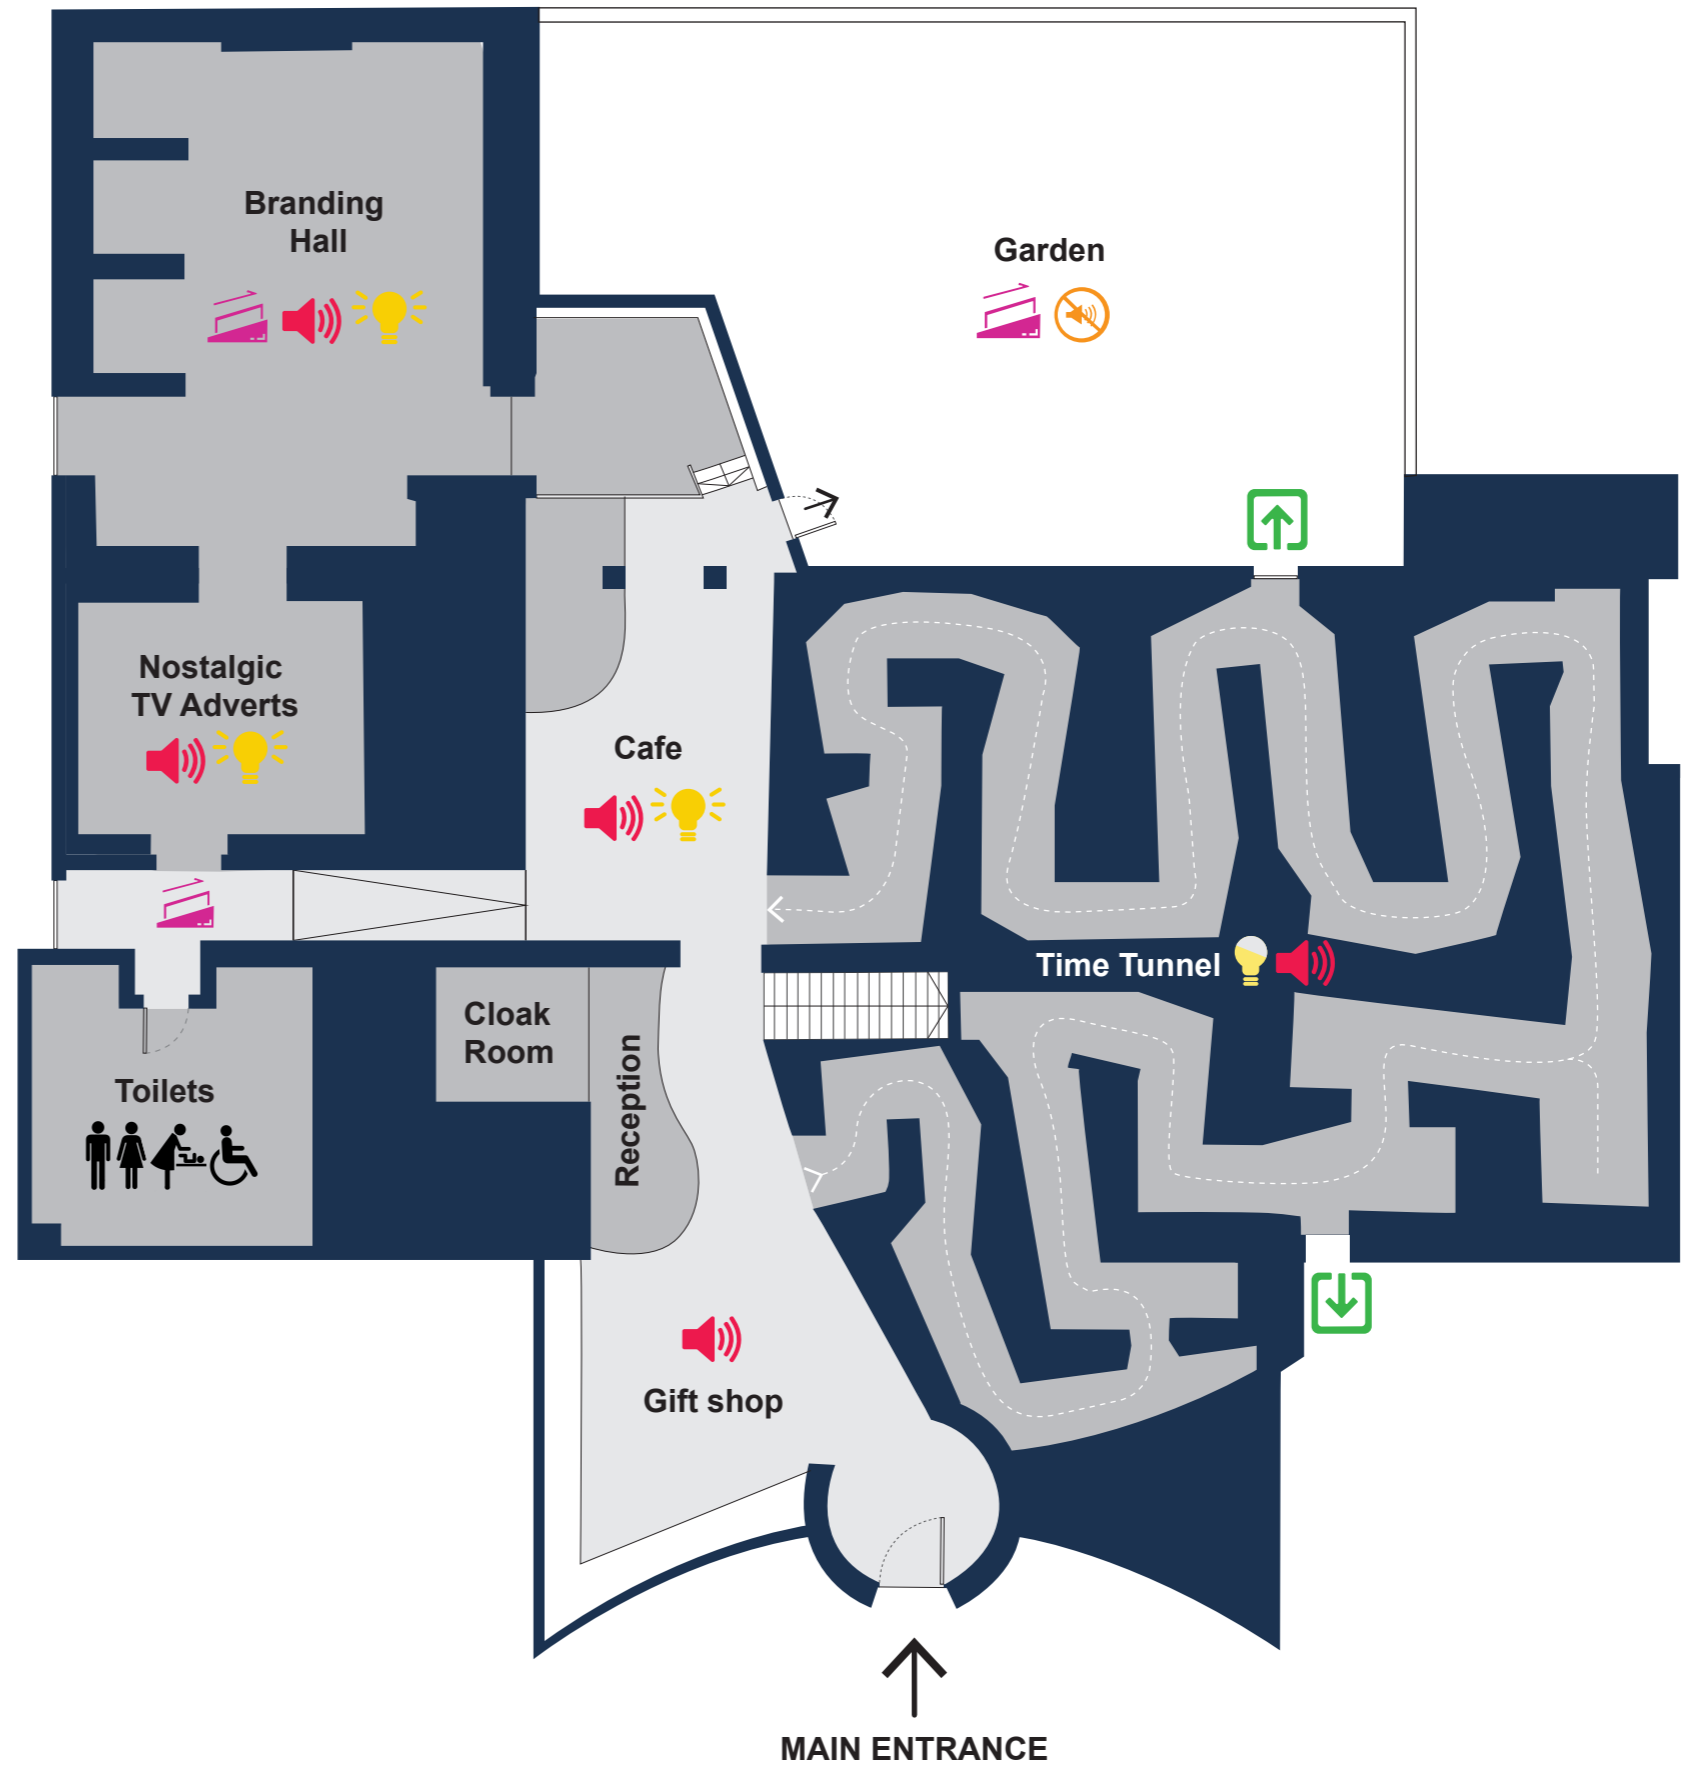 Branding
Hall
Garden
Nostalgic
TV Adverts
Cafe
Time Tunnel
Cloak
Room
Reception
Toilets
Gift shop
MAIN ENTRANCE